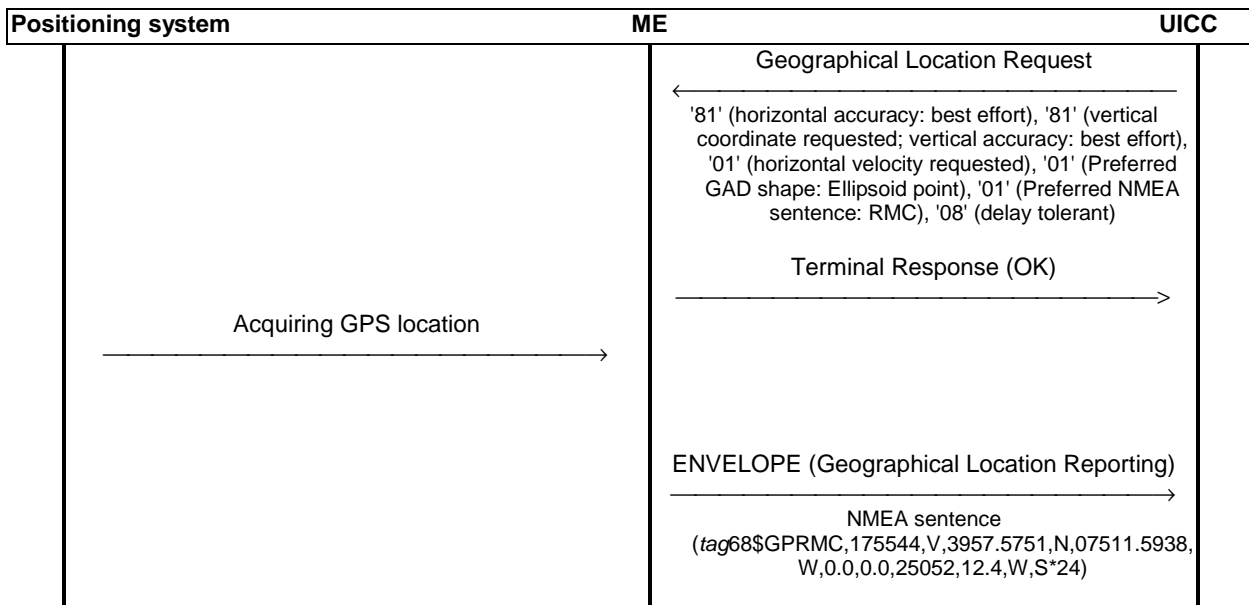 Positioning system ME UICC
Geographical Location Request
'81' (horizontal accuracy: best effort), '81' (vertical
coordinate requested; vertical accuracy: best effort),
'01' (horizontal velocity requested), '01' (Preferred
GAD shape: Ellipsoid point), '01' (Preferred NMEA
sentence: RMC), '08' (delay tolerant)
Terminal Response (OK)
Acquiring GPS location
ENVELOPE (Geographical Location Reporting)
NMEA sentence
(tag68$GPRMC,175544,V,3957.5751,N,07511.5938,
W,0.0,0.0,25052,12.4,W,S*24)